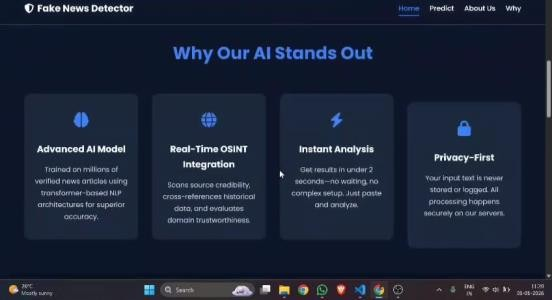 Fake News Detector
Home Predict About Us Why
Why Our AI Stands Out
Advanced AI Model
Trained on millions of
verified news articles using
transformer-based NLP
architectures for superior
accuracy.
Real-Time OSINT
Integration
Scans source credibility,
cross-references historical
data, and evaluates
domain trustworthiness.
Instant Analysis
Get results in under 2
seconds—no waiting, no
complex setup. Just paste
and analyze.
Privacy-First
Your input text is never
stored or logged. All
processing happens
securely on our servers.
Mostly sunny
Search
ENG
IN